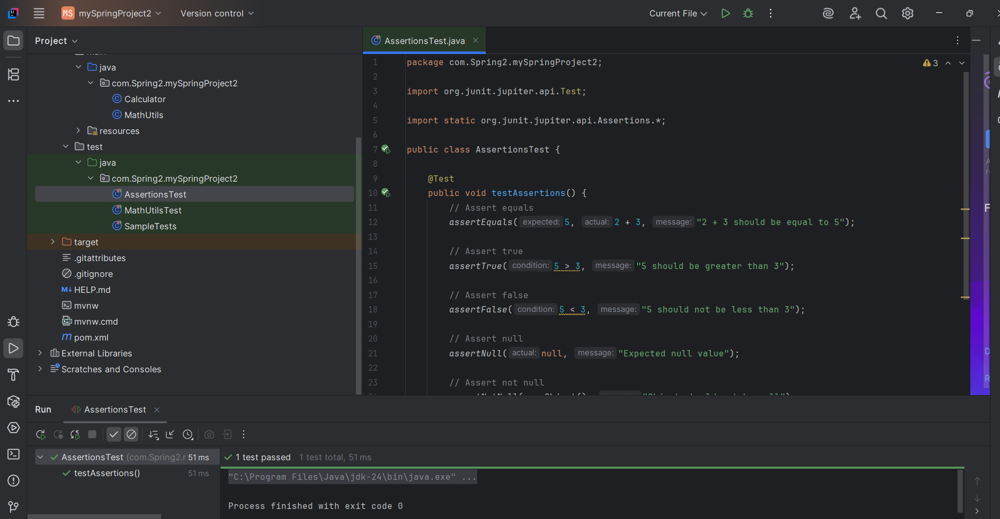 MS mySpringProject2 Version control Current File
Project
AssertionsTest.java
main
java
com.Spring2.mySpringProject2
Calculator
MathUtils
resources
test
java
com.Spring2.mySpringProject2
AssertionsTest
MathUtilsTest
SampleTests
target
.gitattributes
.gitignore
HELP.md
mvnw
mvnw.cmd
pom.xml
External Libraries
Scratches and Consoles
3
1 package com.Spring2.mySpringProject2;
2
3 import org.junit.jupiter.api.Test;
4
5 import static org.junit.jupiter.api.Assertions.*;
6
7 public class AssertionsTest {
8
9 @Test
10 public void testAssertions() {
11 // Assert equals
12 assertEquals( expected: 5, actual: 2 + 3, message: "2 + 3 should be equal to 5");
13
14 // Assert true
15 assertTrue( condition: 5 > 3, message: "5 should be greater than 3");
16
17 // Assert false
18 assertFalse( condition: 5 < 3, message: "5 should not be less than 3");
19
20 // Assert null
21 assertNull( actual: null, message: "Expected null value");
22
23 // Assert not null
Run AssertionsTest
AssertionsTest (com.Spring2.r 51 ms
testAssertions() 51 ms
1 test passed 1 test total, 51 ms
"C:\Program Files\Java\jdk-24\bin\java.exe" ...
Process finished with exit code 0